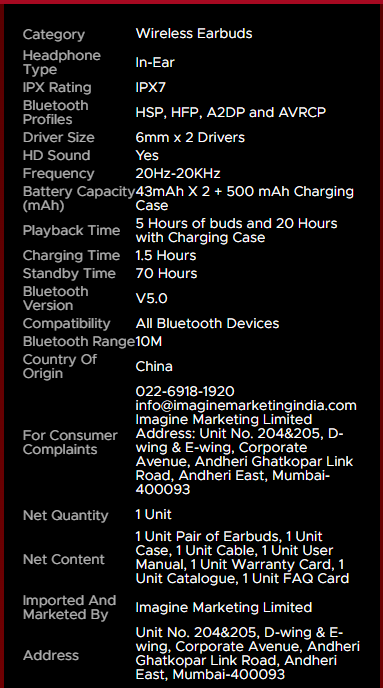 Category Wireless Earbuds
Headphone
Type
In-Ear
IPX Rating IPX7
Bluetooth
Profiles
HSP, HFP, A2DP and AVRCP
Driver Size 6mm x 2 Drivers
HD Sound Yes
Frequency 20Hz-20KHz
Battery Capacity
(mAh)
43mAh X 2 + 500 mAh Charging
Case
Playback Time
5 Hours of buds and 20 Hours
with Charging Case
Charging Time 1.5 Hours
Standby Time 70 Hours
Bluetooth
Version
V5.0
Compatibility All Bluetooth Devices
Bluetooth Range 10M
Country Of
Origin
China
For Consumer
Complaints
022-6918-1920
info@imaginemarketingindia.com
Imagine Marketing Limited
Address: Unit No. 204&205, D-
wing & E-wing, Corporate
Avenue, Andheri Ghatkopar Link
Road, Andheri East, Mumbai-
400093
Net Quantity 1 Unit
Net Content
1 Unit Pair of Earbuds, 1 Unit
Case, 1 Unit Cable, 1 Unit User
Manual, 1 Unit Warranty Card, 1
Unit Catalogue, 1 Unit FAQ Card
Imported And
Marketed By
Imagine Marketing Limited
Address
Unit No. 204&205, D-wing & E-
wing, Corporate Avenue, Andheri
Ghatkopar Link Road, Andheri
East, Mumbai-400093